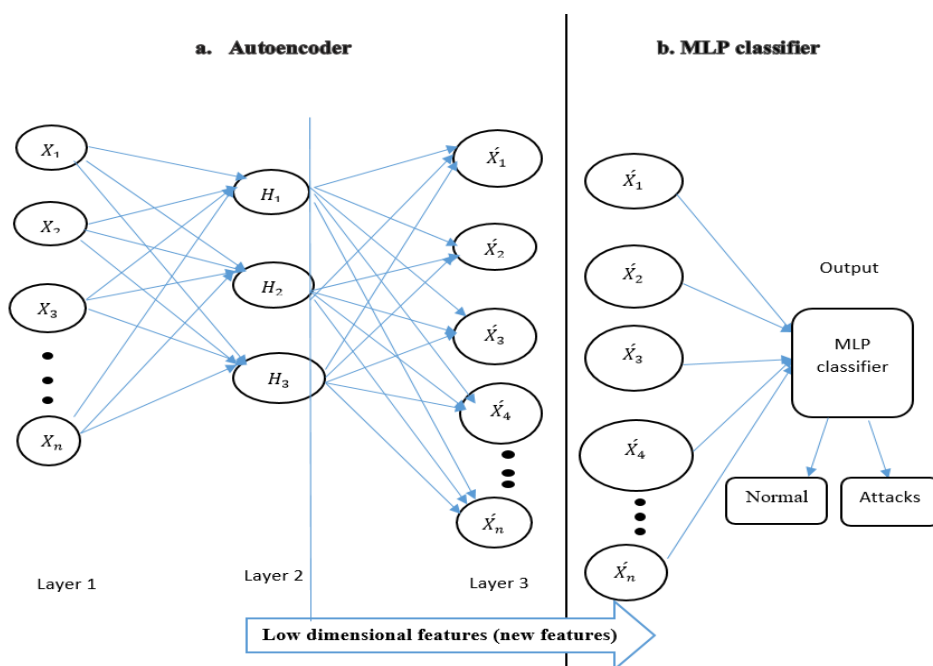 a. Autoencoder
X₁
X₂
X₃
Xₙ
H₁
H₂
H₃
X́₁
X́₂
X́₃
X́₄
X́ₙ
Layer 1
Layer 2
Layer 3
b. MLP classifier
X́₁
X́₂
X́₃
X́₄
X́ₙ
Output
MLP
classifier
Normal
Attacks
Low dimensional features (new features)